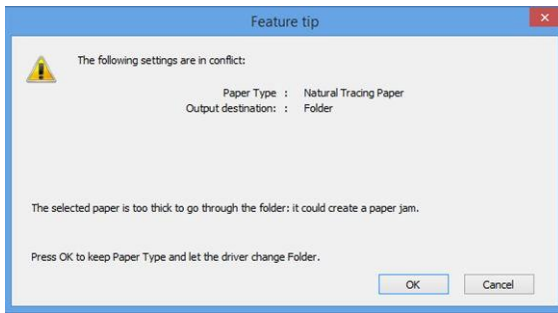 Feature tip
The following settings are in conflict:
Paper Type : Natural Tracing Paper
Output destination: : Folder
The selected paper is too thick to go through the folder: it could create a paper jam.
Press OK to keep Paper Type and let the driver change Folder.
OK Cancel